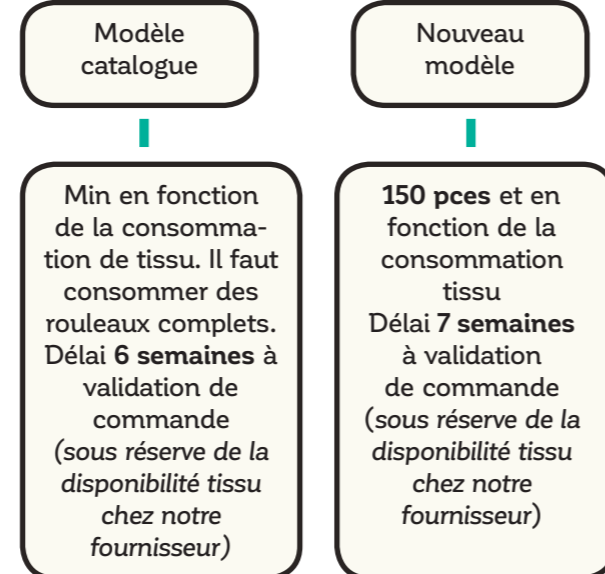 Modèle
catalogue
Nouveau
modèle
Min en fonction
de la consomma-
tion de tissu. Il faut
consommer des
rouleaux complets.
Délai 6 semaines à
validation de
commande
(sous réserve de la
disponibilité tissu
chez notre
fournisseur)
150 pces et en
fonction de la
consommation
tissu
Délai 7 semaines
à validation
de commande
(sous réserve de la
disponibilité tissu
chez notre
fournisseur)